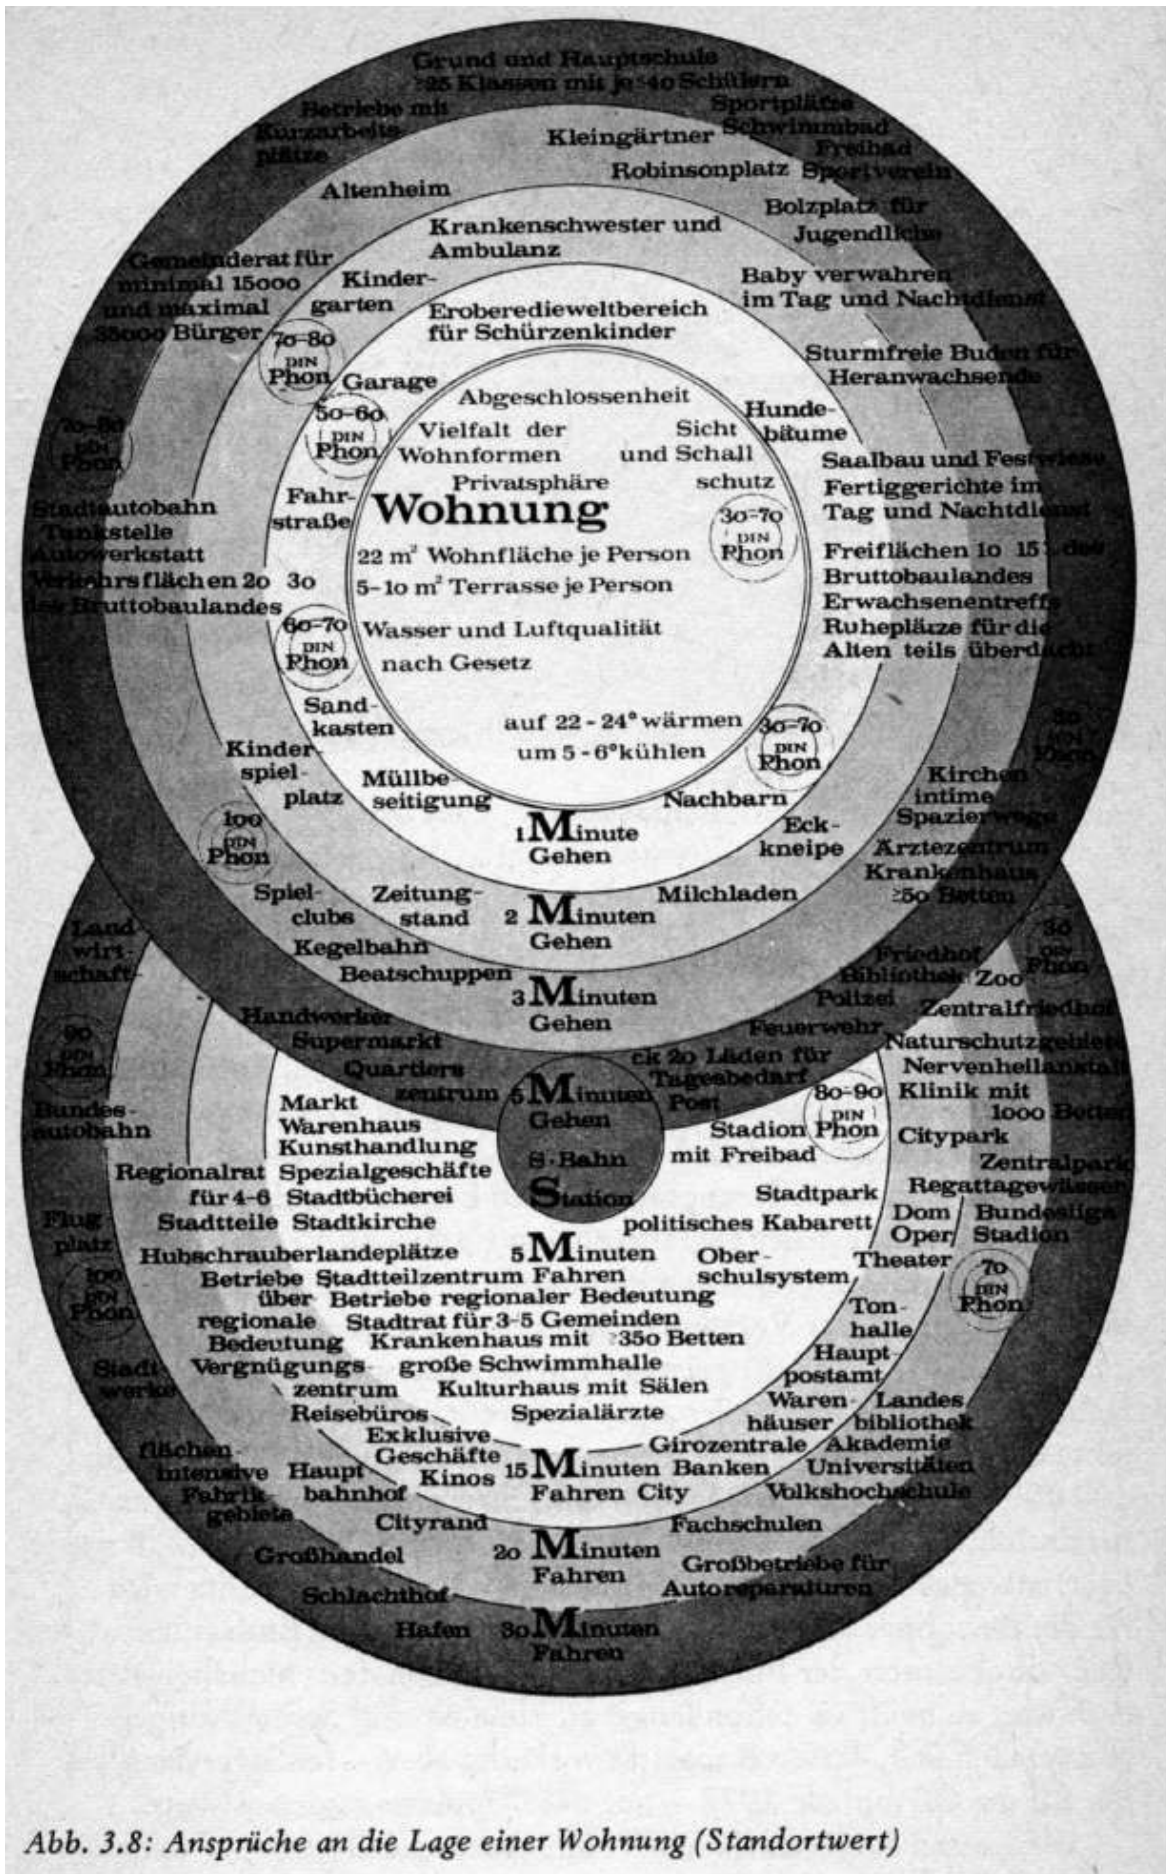 Grund und Hauptschule
≥25 Klassen mit je ≤40 Schülern
Betriebe mit
Kurzarbeits-
plätze
Sportplätze
Schwimmbad
Freibad
Sportverein
Kleingärtner
Robinsonplatz
Altenheim
Bolzplatz für
Jugendliche
Krankenschwester und
Ambulanz
Gemeinderat für
minimal 15000
und maximal
35000 Bürger
Kinder-
garten
Baby verwahren
im Tag und Nachtdienst
Eroberedieweltbereich
für Schürzenkinder
70-80
DIN
Phon
Sturmfreie Buden für
Heranwachsende
Garage
50-60
DIN
Phon
Abgeschlossenheit
Hunde-
bäume
Vielfalt der
Wohnformen
Sicht
und Schall
schutz
Privatsphäre
70-80
DIN
Phon
Saalbau und Festwiese
Fertiggerichte im
Tag und Nachtdienst
Fahr-
straße
Wohnung
30-70
DIN
Phon
Stadtautobahn
Tankstelle
Autowerkstatt
Verkehrsflächen 20 30
des Bruttobaulandes
22 m² Wohnfläche je Person
5-10 m² Terrasse je Person
Freiflächen 10 15% des
Bruttobaulandes
Erwachsenentreffs
Ruheplätze für die
Alten teils überdacht
60-70
DIN
Phon
Wasser und Luftqualität
nach Gesetz
Sand-
kasten
auf 22-24° wärmen
um 5-6° kühlen
30-70
DIN
Phon
Kinder-
spiel-
platz
Müllbe-
seitigung
Nachbarn
Kirchen
intime
Spazierwege
100
DIN
Phon
1 Minute
Gehen
Eck-
kneipe
Ärztezentrum
Krankenhaus
≥50 Betten
Spiel-
clubs
Zeitung-
stand
2 Minuten
Gehen
Milchladen
Kegelbahn
Beatschuppen
3 Minuten
Gehen
Friedhof
Bibliothek
Polizei
Feuerwehr
Handwerker
Supermarkt
Quartiers
zentrum
5 Minuten
Gehen
ck 20 Läden für
Tagesbedarf
Post
S-Bahn
Station
Land-
wirt-
schaft-
30
DIN
Phon
Zoo
Zentralfriedhof
Naturschutzgebiete
Nervenheilanstalt
Klinik mit
1000 Betten
90
DIN
Phon
Bundes-
autobahn
Markt
Warenhaus
Kunsthandlung
Spezialgeschäfte
Stadtbücherei
Stadtkirche
80-90
DIN
Phon
Stadion
mit Freibad
Citypark
Zentralpark
Regattagewässer
Regionalrat
für 4-6
Stadtteile
Stadtpark
politisches Kabarett
Dom
Oper
Bundesliga
Stadion
Flug-
platz
Hubschrauberlandeplätze
5 Minuten
Fahren
Ober-
schulsystem
Theater
100
DIN
Phon
70
DIN
Phon
Betriebe
über
regionale
Bedeutung
Stadtteilzentrum
Betriebe regionaler Bedeutung
Stadtrat für 3-5 Gemeinden
Krankenhaus mit ≥350 Betten
Ton-
halle
Stadt-
werke
Vergnügungs-
zentrum
große Schwimmhalle
Kulturhaus mit Sälen
Haupt-
postamt
Reisebüros
Spezialärzte
Waren-
häuser
Landes
bibliothek
Exklusive
Geschäfte
Kinos
15 Minuten
Fahren
Girozentrale
Banken
City
Akademie
Universitäten
Volkshochschule
flächen-
intensive
Fabrik-
gebiete
Haupt-
bahnhof
Cityrand
20 Minuten
Fahren
Fachschulen
Großhandel
Großbetriebe für
Autoreparaturen
Schlachthof
Hafen
30 Minuten
Fahren
Abb. 3.8: Ansprüche an die Lage einer Wohnung (Standortwert)